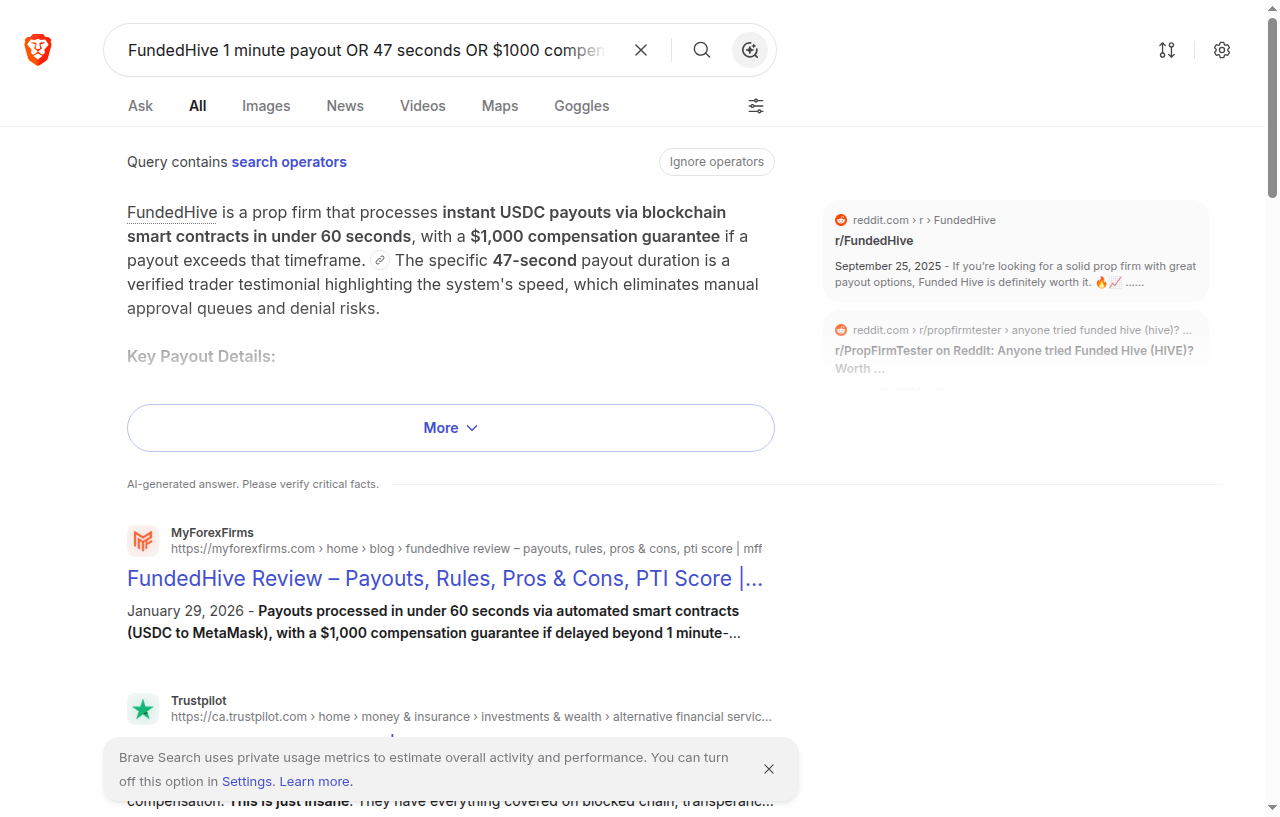 FundedHive 1 minute payout OR 47 seconds OR $1000 compen
Ask All Images News Videos Maps Goggles
Query contains search operators
Ignore operators
FundedHive is a prop firm that processes instant USDC payouts via blockchain
smart contracts in under 60 seconds, with a $1,000 compensation guarantee if a
payout exceeds that timeframe. The specific 47-second payout duration is a
verified trader testimonial highlighting the system's speed, which eliminates manual
approval queues and denial risks.
Key Payout Details:
More
reddit.com › r › FundedHive
r/FundedHive
September 25, 2025 - If you're looking for a solid prop firm with great
payout options, Funded Hive is definitely worth it. 🔥📈 ......
reddit.com › r/propfirmtester › anyone tried funded hive (hive)? ...
r/PropFirmTester on Reddit: Anyone tried Funded Hive (HIVE)?
Worth ...
AI-generated answer. Please verify critical facts.
MyForexFirms
https://myforexfirms.com › home › blog › fundedhive review – payouts, rules, pros & cons, pti score | mff
FundedHive Review – Payouts, Rules, Pros & Cons, PTI Score |...
January 29, 2026 - Payouts processed in under 60 seconds via automated smart contracts
(USDC to MetaMask), with a $1,000 compensation guarantee if delayed beyond 1 minute-...
Trustpilot
https://ca.trustpilot.com › home › money & insurance › investments & wealth › alternative financial servic...
Brave Search uses private usage metrics to estimate overall activity and performance. You can turn
off this option in Settings. Learn more.
compensation. This is just insane. They have everything covered on blocked chain, transperanc...